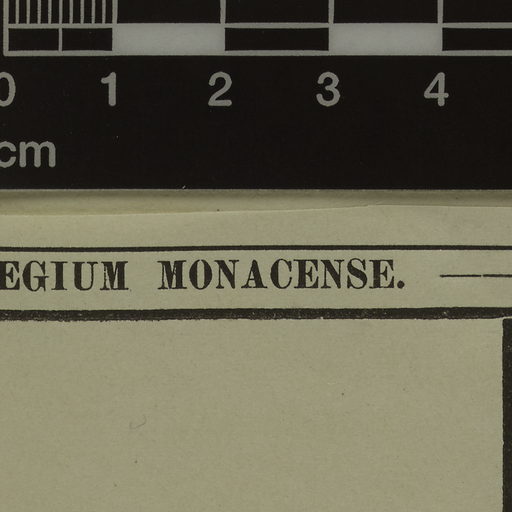 0 1 2 3 4
cm
EGIUM MONACENSE.